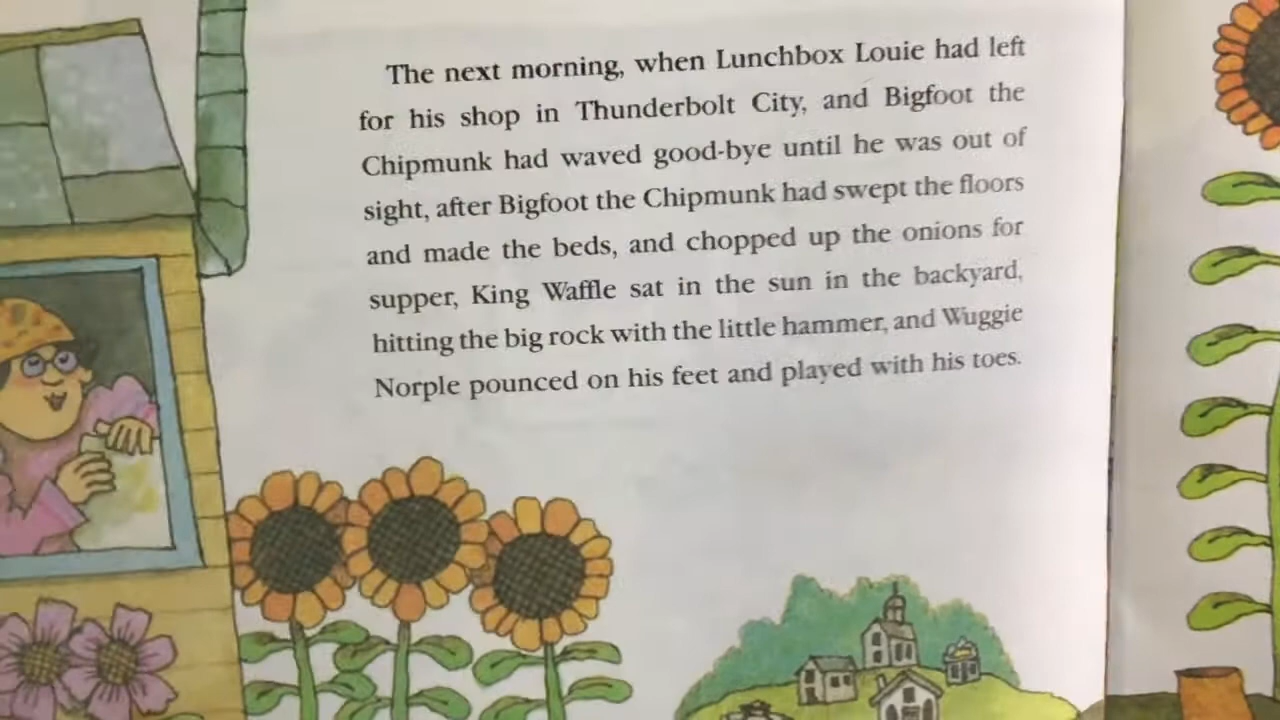 The next morning, when Lunchbox Louie had left
for his shop in Thunderbolt City, and Bigfoot the
Chipmunk had waved good-bye until he was out of
sight, after Bigfoot the Chipmunk had swept the floors
and made the beds, and chopped up the onions for
supper, King Waffle sat in the sun in the backyard,
hitting the big rock with the little hammer, and Wuggie
Norple pounced on his feet and played with his toes.